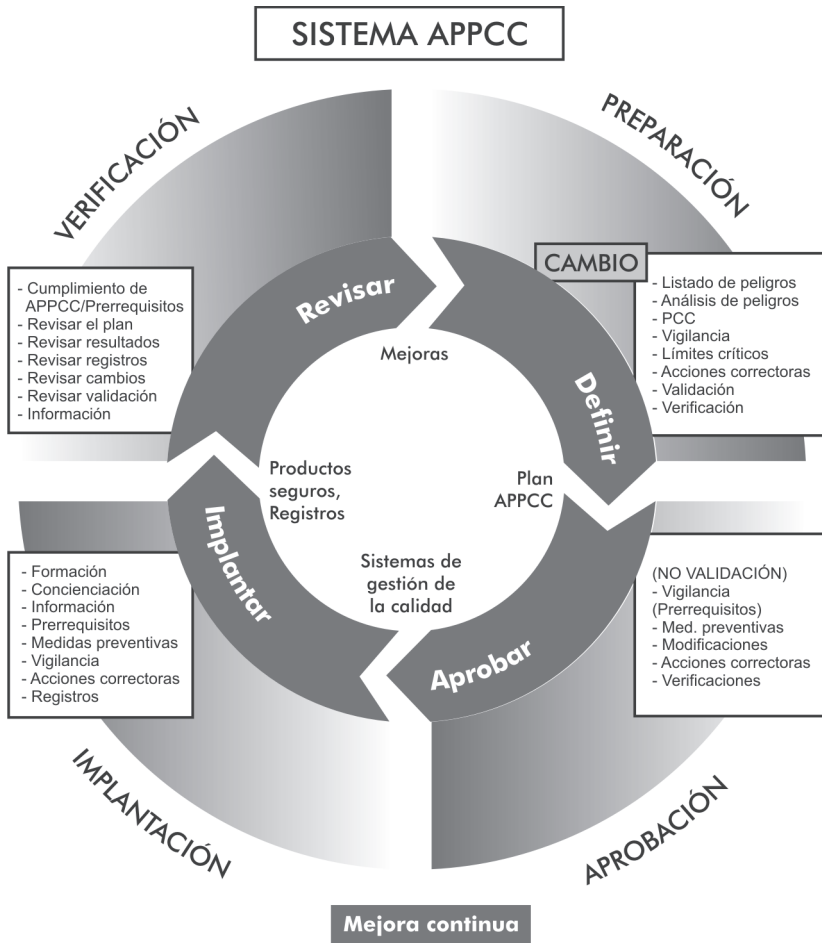 SISTEMA APPCC
VERIFICACIÓN
PREPARACIÓN
CAMBIO
- Cumplimiento de
APPCC/Prerrequisitos
- Revisar el plan
- Revisar resultados
- Revisar registros
- Revisar cambios
- Revisar validación
- Información
Revisar
Mejoras
Definir
- Listado de peligros
- Análisis de peligros
- PCC
- Vigilancia
- Límites críticos
- Acciones correctoras
- Validación
- Verificación
Productos
seguros,
Registros
Plan
APPCC
Implantar
Sistemas de
gestión de
la calidad
Aprobar
- Formación
- Concienciación
- Información
- Prerrequisitos
- Medidas preventivas
- Vigilancia
- Acciones correctoras
- Registros
(NO VALIDACIÓN)
- Vigilancia
(Prerrequisitos)
- Med. preventivas
- Modificaciones
- Acciones correctoras
- Verificaciones
IMPLANTACIÓN
APROBACIÓN
Mejora continua